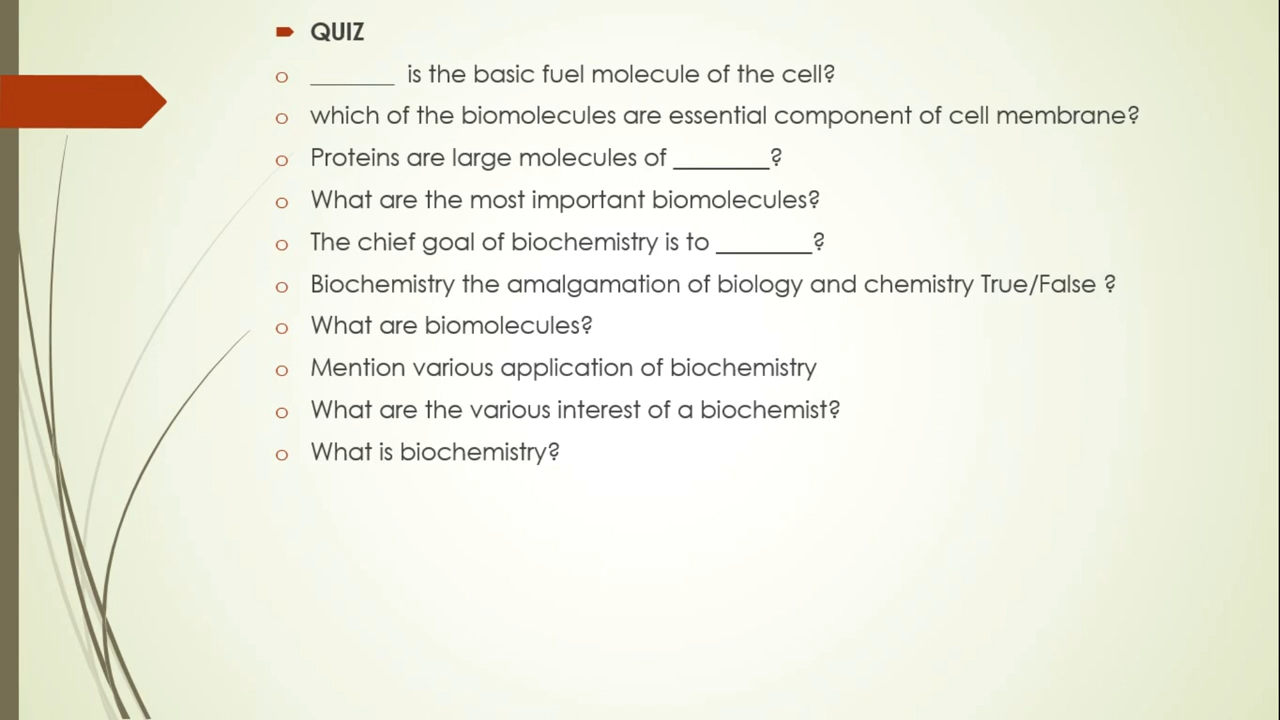 QUIZ
_______ is the basic fuel molecule of the cell?
which of the biomolecules are essential component of cell membrane?
Proteins are large molecules of ________?
What are the most important biomolecules?
The chief goal of biochemistry is to ________?
Biochemistry the amalgamation of biology and chemistry True/False ?
What are biomolecules?
Mention various application of biochemistry
What are the various interest of a biochemist?
What is biochemistry?